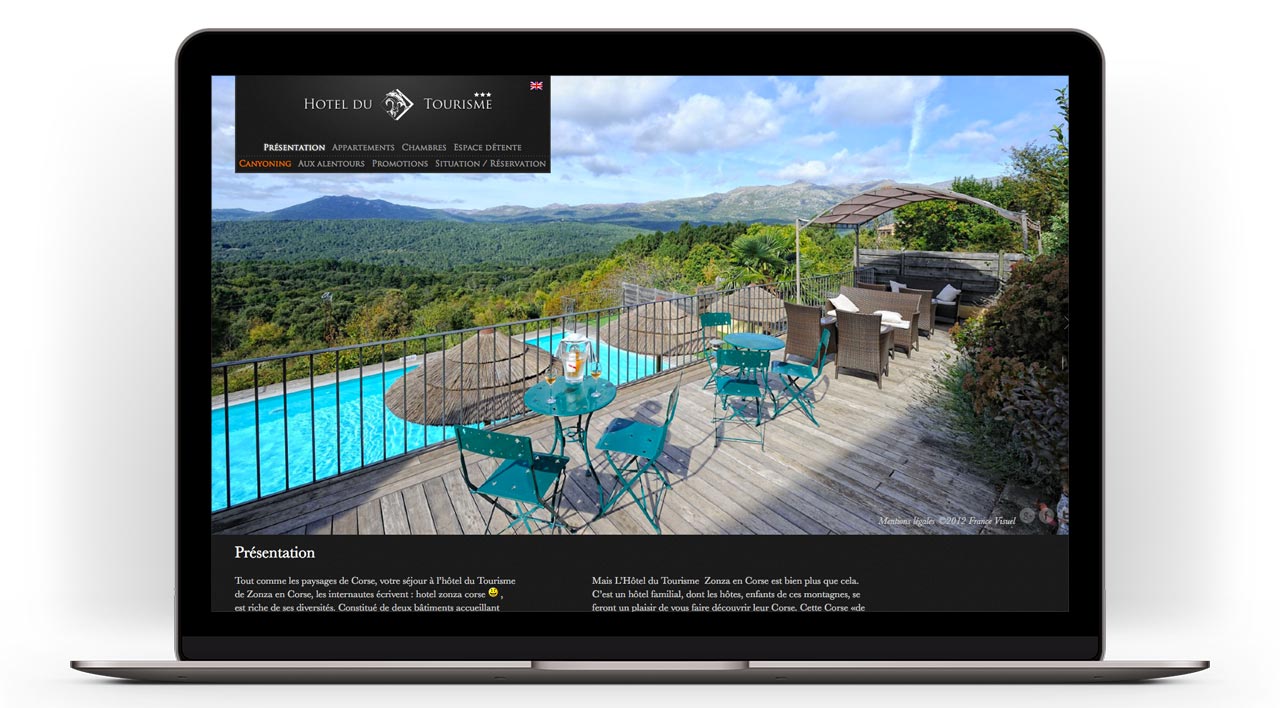 Hotel du Tourisme
Présentation Appartements Chambres Espace détente
Canyoning Aux alentours Promotions Situation / Réservation
Mentions légales ©2012 France Visuel
Présentation
Tout comme les paysages de Corse, votre séjour à l'hôtel du Tourisme
de Zonza en Corse, les internautes écrivent : hotel zonza corse ,
est riche de ses diversités. Constitué de deux bâtiments accueillant
Mais L'Hôtel du Tourisme Zonza en Corse est bien plus que cela.
C'est un hôtel familial, dont les hôtes, enfants de ces montagnes, se
feront un plaisir de vous faire découvrir leur Corse. Cette Corse «de